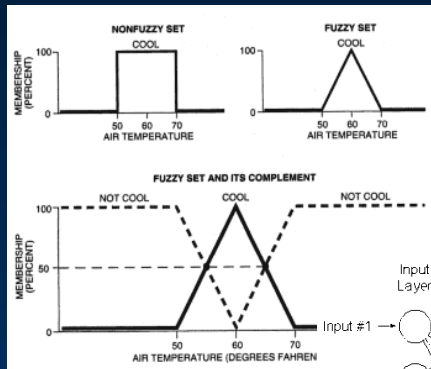 NONFUZZY SET
COOL
MEMBERSHIP
(PERCENT)
100
0
50 60 70
AIR TEMPERATURE
FUZZY SET
COOL
100
0
50 60 70
AIR TEMPERATURE
FUZZY SET AND ITS COMPLEMENT
NOT COOL COOL NOT COOL
MEMBERSHIP
(PERCENT)
100
50
0
50 60 70
AIR TEMPERATURE (DEGREES FAHREN
Input
Layer
Input #1